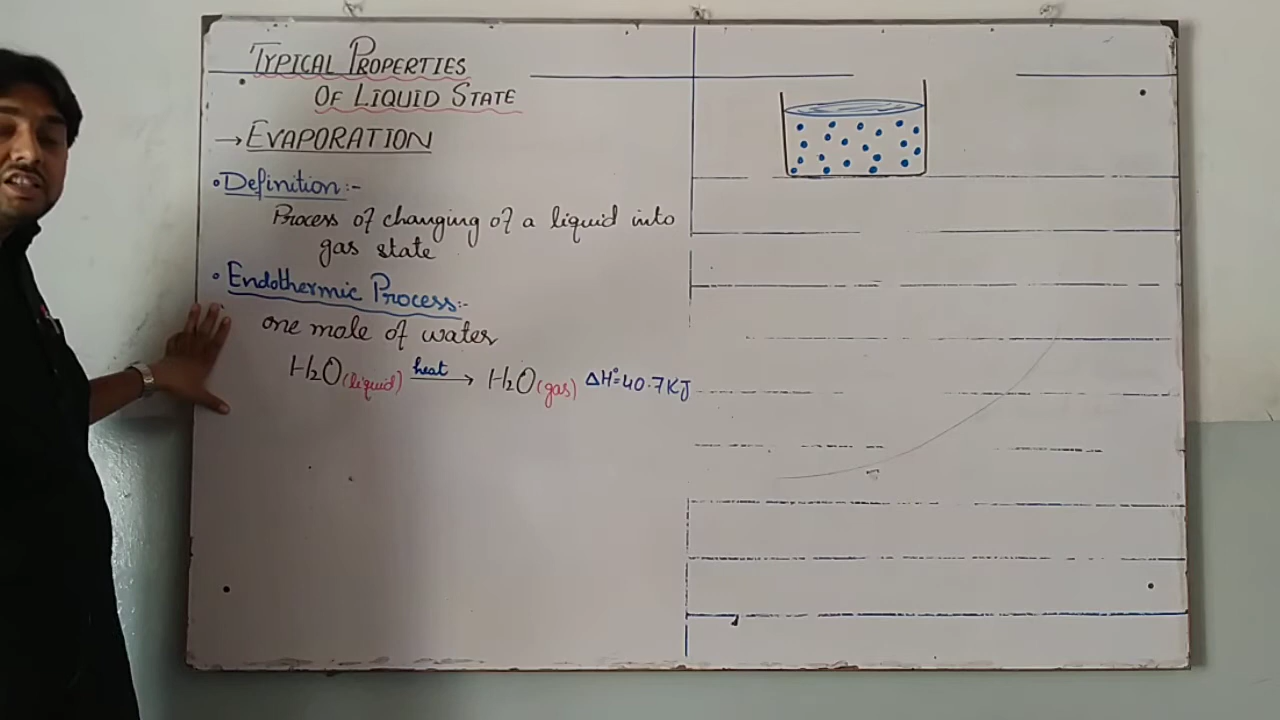 TYPICAL PROPERTIES
OF LIQUID STATE
→ EVAPORATION
• Definition:-
Process of changing of a liquid into
gas state
• Endothermic Process:-
one mole of water
H₂O(liquid) heat → H₂O(gas) ΔH°=40.7KJ